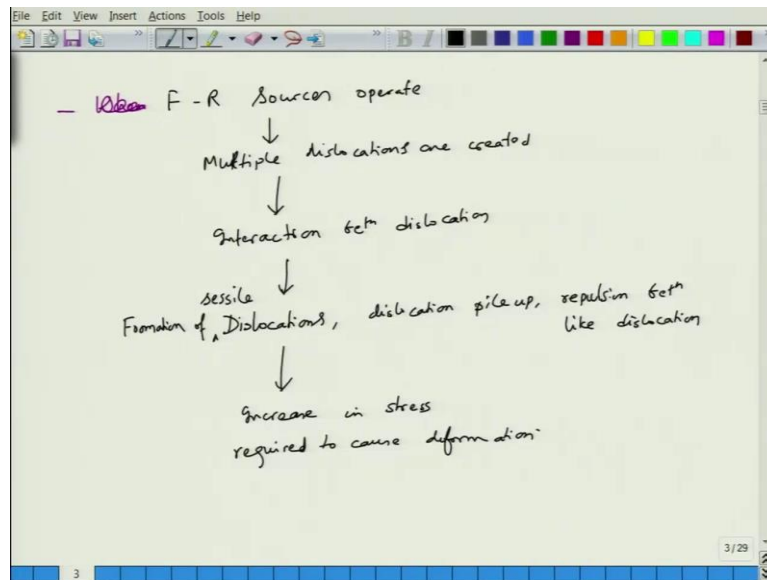 File Edit View Insert Actions Tools Help
" B I
— F-R Sources operate
Multiple dislocations are created
Interaction betn dislocation
sessile
Formation of ^ Dislocations, dislocation pile up, repulsion betn
like dislocation
Increase in stress
required to cause deformation
3/29
3